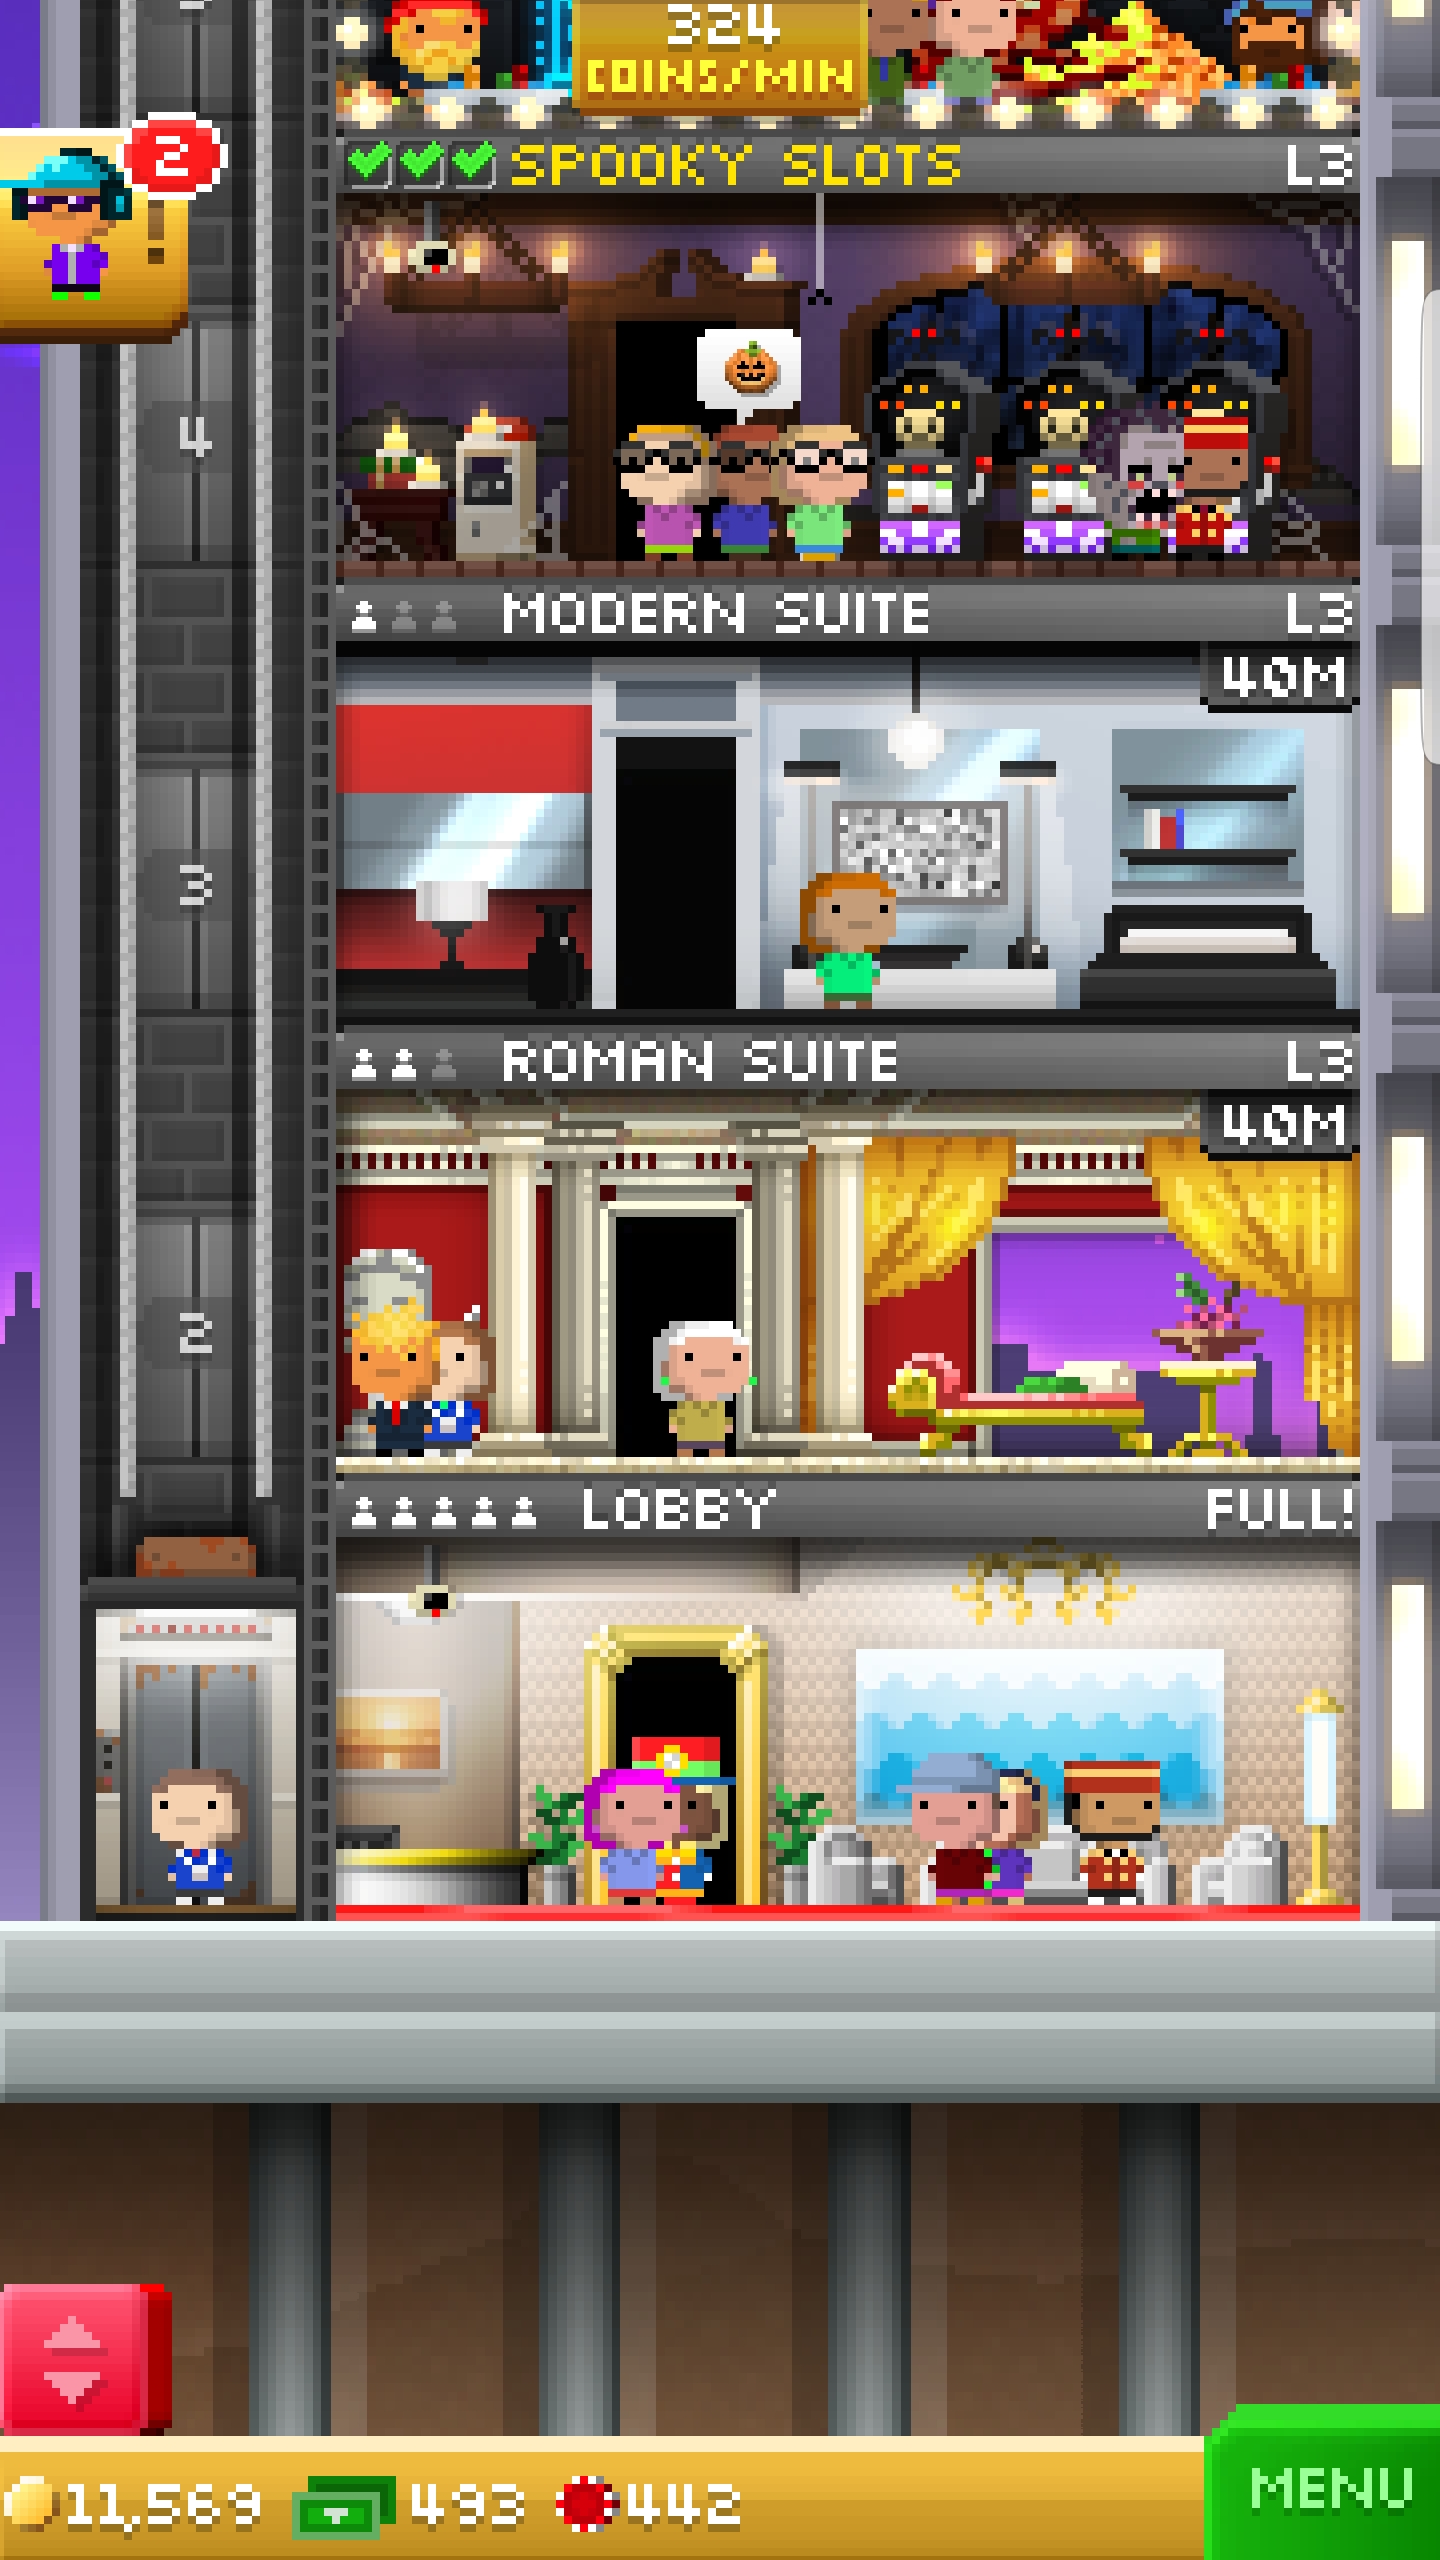 324
COINS/MIN
2
!
SPOOKY SLOTS L3
4
MODERN SUITE L3
40M
3
ROMAN SUITE L3
40M
2
LOBBY FULL!
11,569 493 442
MENU